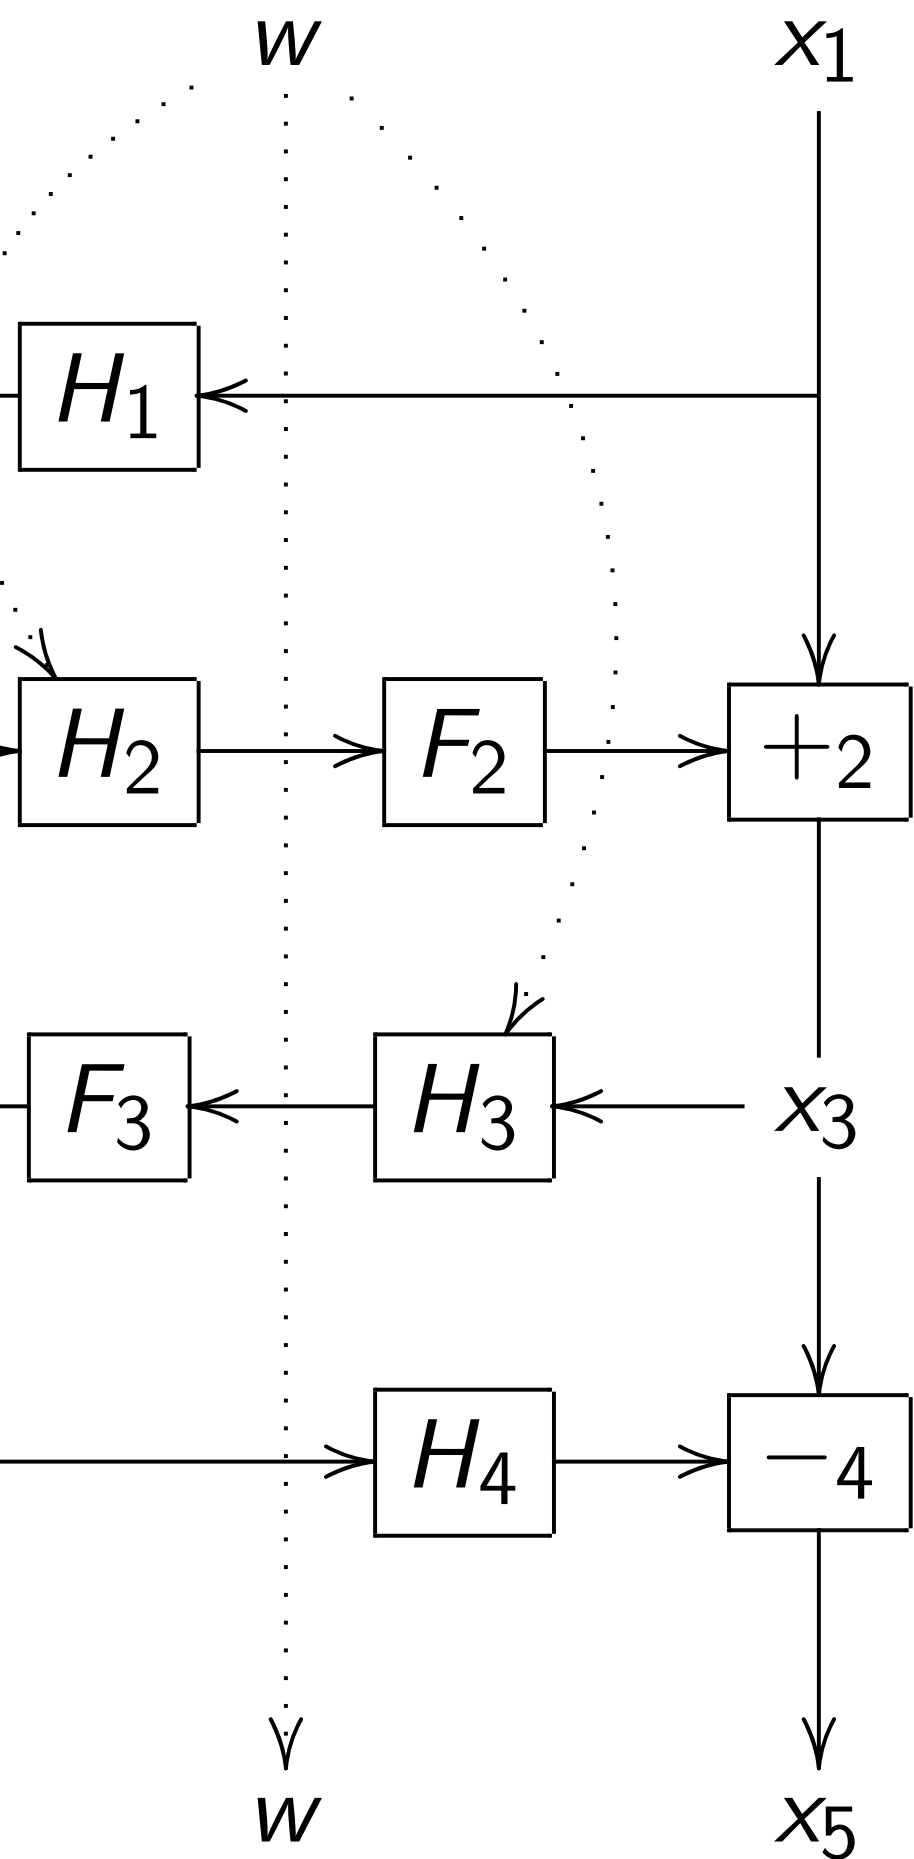 w x₁
H₁
H₂ F₂ +₂
F₃ H₃ x₃
H₄ −₄
w x₅